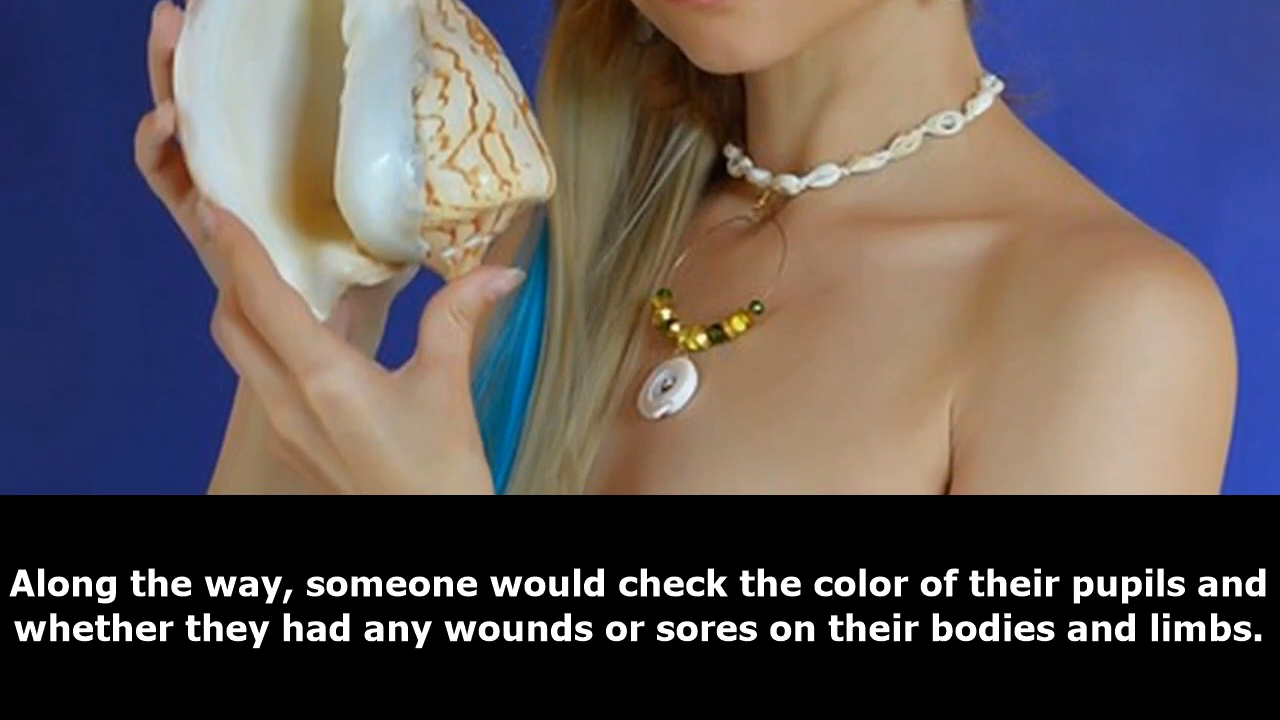 Along the way, someone would check the color of their pupils and
whether they had any wounds or sores on their bodies and limbs.